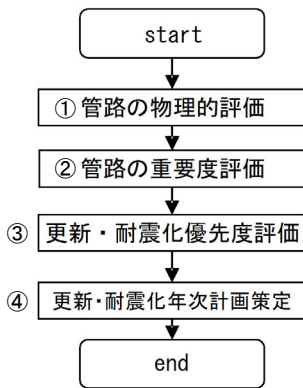 start
①管路の物理的評価
②管路の重要度評価
③ 更新・耐震化優先度評価
④ 更新・耐震化年次計画策定
end